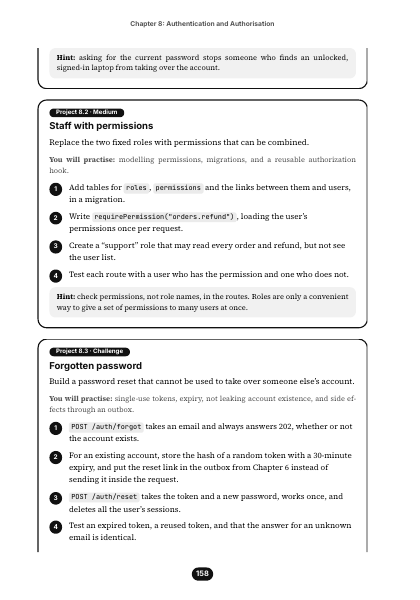 Chapter 8: Authentication and Authorisation
Hint: asking for the current password stops someone who finds an unlocked,
signed-in laptop from taking over the account.
Project 8.2 · Medium
Staff with permissions
Replace the two fixed roles with permissions that can be combined.
You will practise: modelling permissions, migrations, and a reusable authorization
hook.
1 Add tables for roles, permissions and the links between them and users,
in a migration.
2 Write requirePermission("orders.refund"), loading the user's
permissions once per request.
3 Create a “support” role that may read every order and refund, but not see
the user list.
4 Test each route with a user who has the permission and one who does not.
Hint: check permissions, not role names, in the routes. Roles are only a convenient
way to give a set of permissions to many users at once.
Project 8.3 · Challenge
Forgotten password
Build a password reset that cannot be used to take over someone else's account.
You will practise: single-use tokens, expiry, not leaking account existence, and side ef-
fects through an outbox.
1 POST /auth/forgot takes an email and always answers 202, whether or not
the account exists.
2 For an existing account, store the hash of a random token with a 30-minute
expiry, and put the reset link in the outbox from Chapter 6 instead of
sending it inside the request.
3 POST /auth/reset takes the token and a new password, works once, and
deletes all the user's sessions.
4 Test an expired token, a reused token, and that the answer for an unknown
email is identical.
158